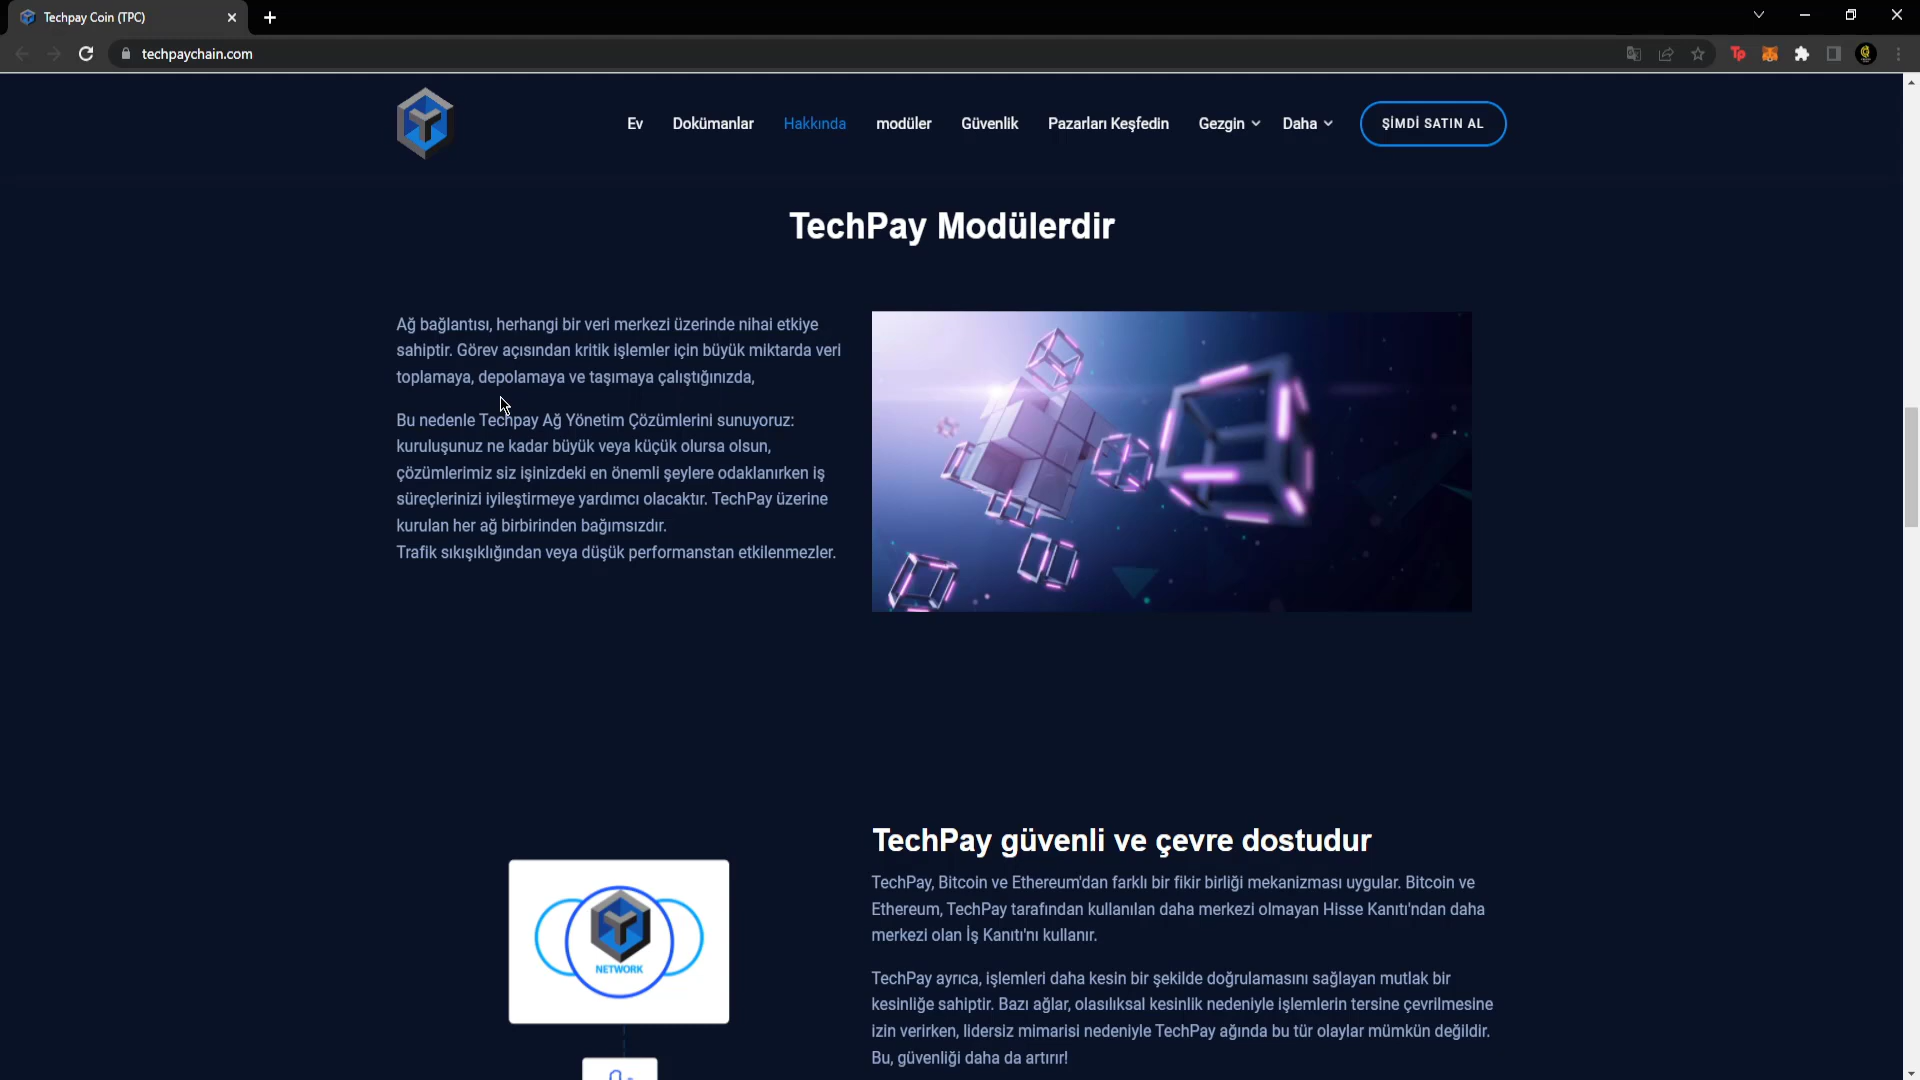 Techpay Coin (TPC)
techpaychain.com
Ev Dokümanlar Hakkında modüler Güvenlik Pazarları Keşfedin Gezgin Daha ŞİMDİ SATIN AL
TechPay Modülerdir
Ağ bağlantısı, herhangi bir veri merkezi üzerinde nihai etkiye
sahiptir. Görev açısından kritik işlemler için büyük miktarda veri
toplamaya, depolamaya ve taşımaya çalıştığınızda,
Bu nedenle Techpay Ağ Yönetim Çözümlerini sunuyoruz:
kuruluşunuz ne kadar büyük veya küçük olursa olsun,
çözümlerimiz siz işinizdeki en önemli şeylere odaklanırken iş
süreçlerinizi iyileştirmeye yardımcı olacaktır. TechPay üzerine
kurulan her ağ birbirinden bağımsızdır.
Trafik sıkışıklığından veya düşük performanstan etkilenmezler.
NETWORK
TechPay güvenli ve çevre dostudur
TechPay, Bitcoin ve Ethereum'dan farklı bir fikir birliği mekanizması uygular. Bitcoin ve
Ethereum, TechPay tarafından kullanılan daha merkezi olmayan Hisse Kanıtı'ndan daha
merkezi olan İş Kanıtı'nı kullanır.
TechPay ayrıca, işlemleri daha kesin bir şekilde doğrulamasını sağlayan mutlak bir
kesinliğe sahiptir. Bazı ağlar, olasılıksal kesinlik nedeniyle işlemlerin tersine çevrilmesine
izin verirken, lidersiz mimarisi nedeniyle TechPay ağında bu tür olaylar mümkün değildir.
Bu, güvenliği daha da artırır!